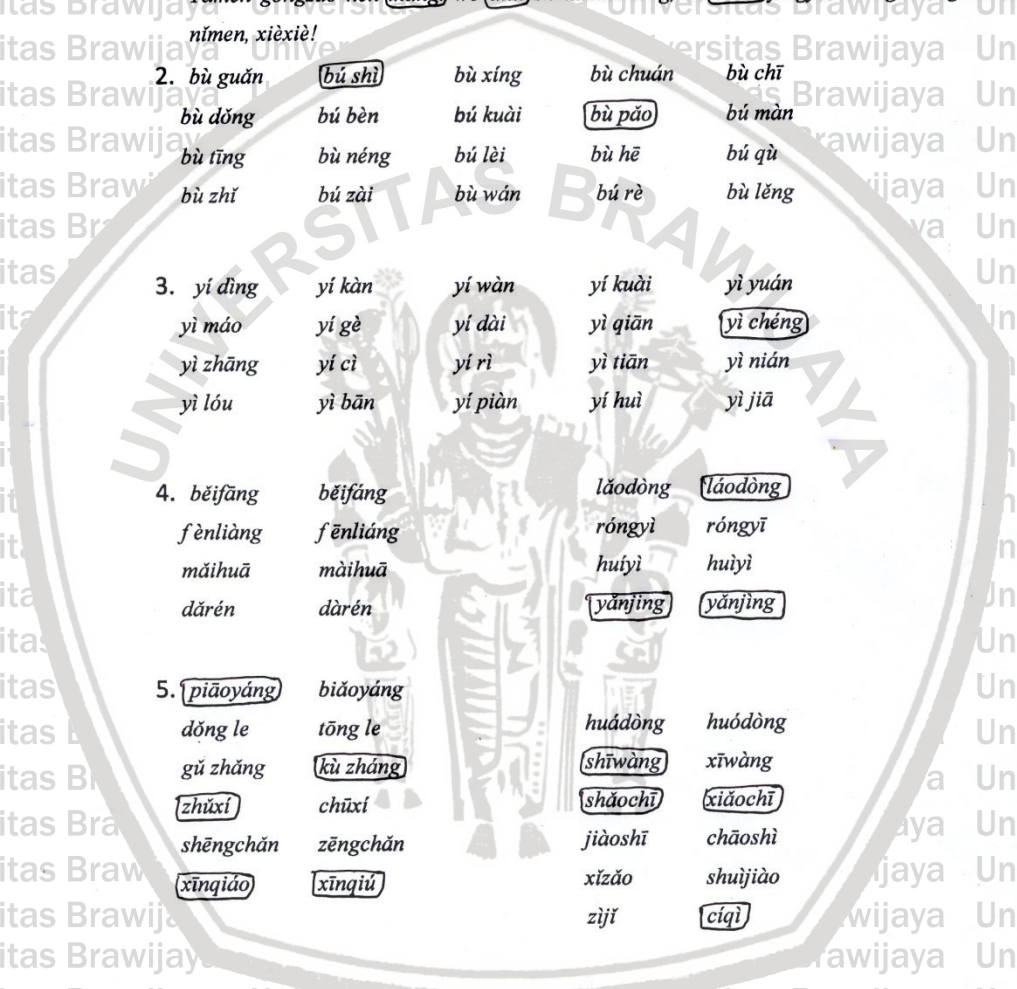 nǐmen, xièxiè!
2. bù guǎn bú shì bù xíng bù chuán bù chī
bù dǒng bú bèn bú kuài bù pǎo bú màn
bù tīng bù néng bú lèi bù hē bú qù
bù zhǐ bú zài bù wán bú rè bù lěng
3. yí dìng yí kàn yí wàn yí kuài yì yuán
yì máo yí gè yí dài yì qiān yì chéng
yì zhāng yí cì yí rì yì tiān yì nián
yì lóu yì bān yí piàn yí huì yì jiā
4. běifāng běifáng lǎodòng láodòng
fènliàng fēnliáng róngyì róngyī
mǎihuā màihuā huíyì huìyì
dǎrén dàrén yǎnjing yǎnjìng
5. piāoyáng biǎoyáng
dǒng le tōng le huádòng huódòng
gǔ zhǎng kù zháng shīwàng xīwàng
zhǔxí chūxí shǎochī xiǎochī
shēngchǎn zēngchǎn jiàoshī chāoshì
xīnqiáo xīnqiú xǐzǎo shuìjiào
zìjǐ cíqì
UNIVERSITAS BRAWIJAYA